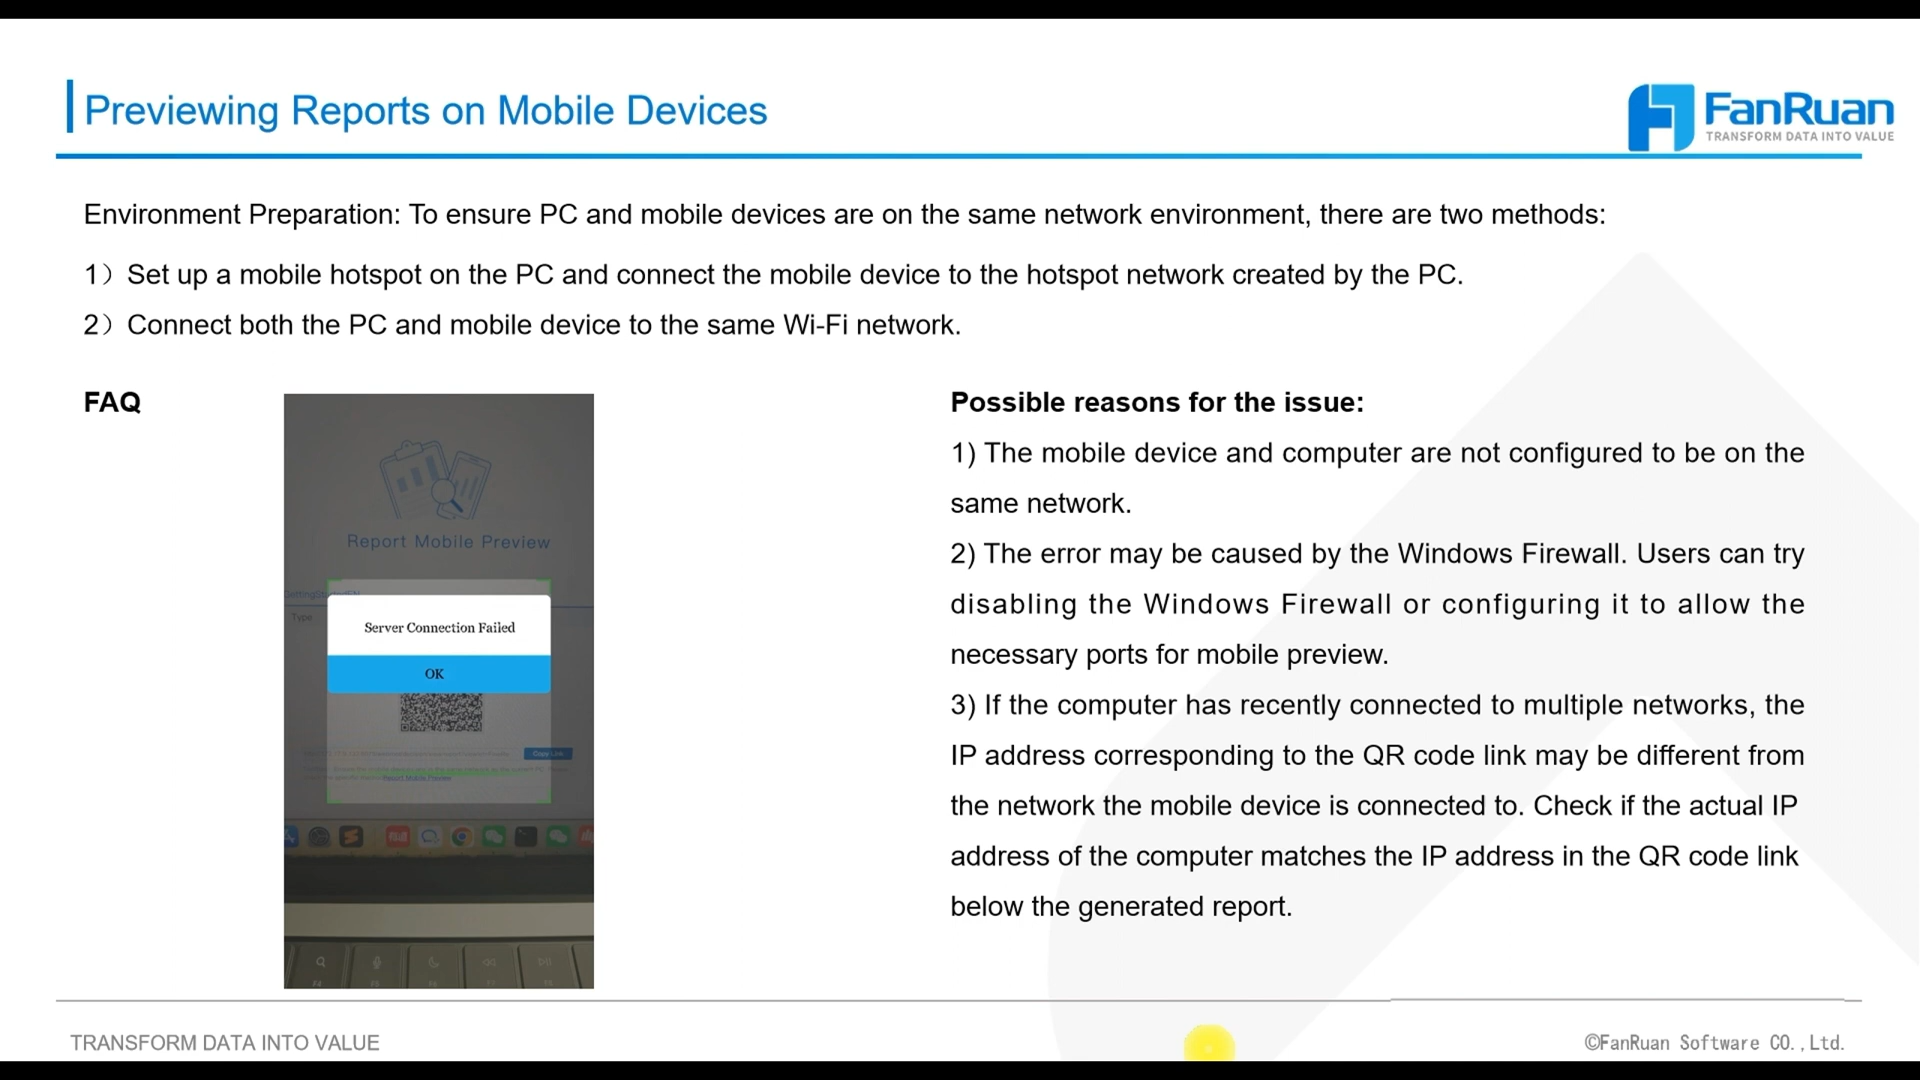 Previewing Reports on Mobile Devices
FanRuan
TRANSFORM DATA INTO VALUE
Environment Preparation: To ensure PC and mobile devices are on the same network environment, there are two methods:
1）Set up a mobile hotspot on the PC and connect the mobile device to the hotspot network created by the PC.
2）Connect both the PC and mobile device to the same Wi-Fi network.
FAQ
Report Mobile Preview
Type
Server Connection Failed
OK
Copy Link
Report Mobile Preview
Possible reasons for the issue:
1) The mobile device and computer are not configured to be on the
same network.
2) The error may be caused by the Windows Firewall. Users can try
disabling the Windows Firewall or configuring it to allow the
necessary ports for mobile preview.
3) If the computer has recently connected to multiple networks, the
IP address corresponding to the QR code link may be different from
the network the mobile device is connected to. Check if the actual IP
address of the computer matches the IP address in the QR code link
below the generated report.
TRANSFORM DATA INTO VALUE
©FanRuan Software CO.,Ltd.